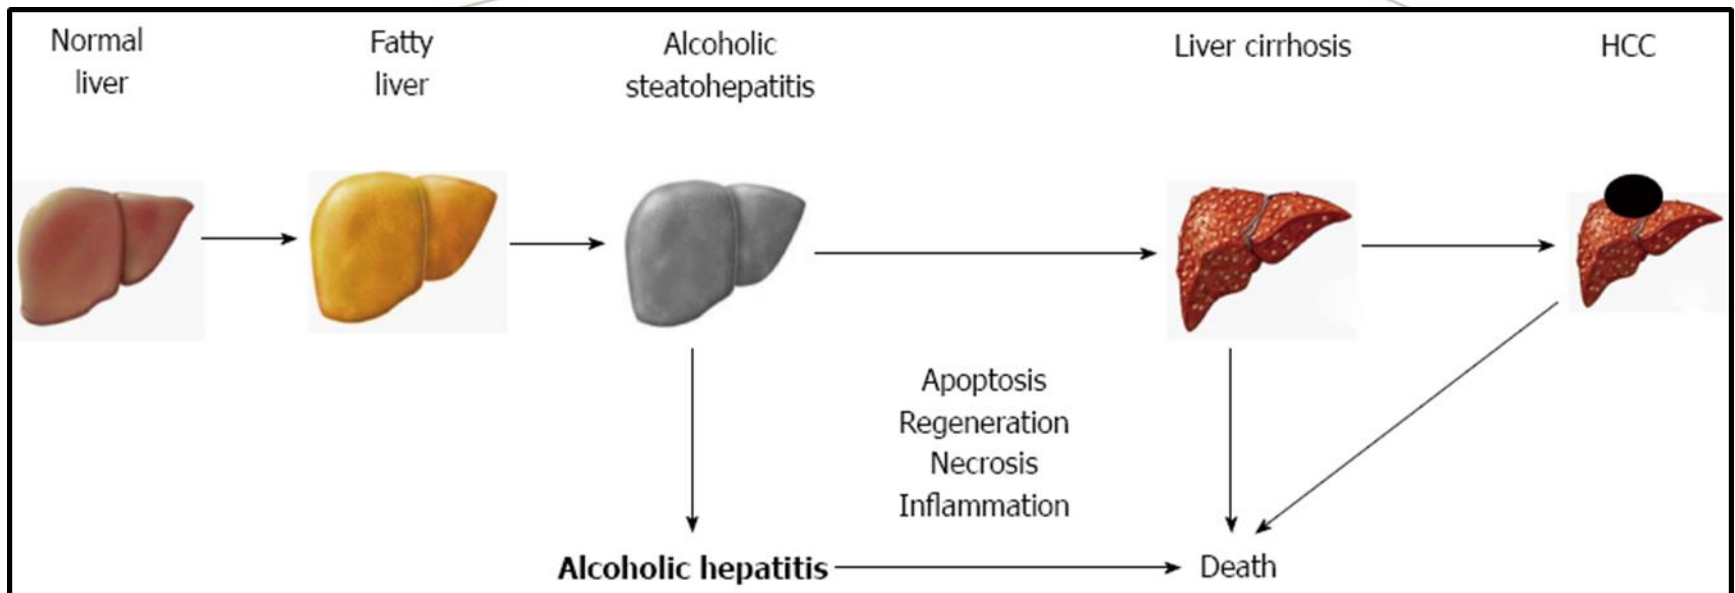 Normal
liver
Fatty
liver
Alcoholic
steatohepatitis
Liver cirrhosis
HCC
Apoptosis
Regeneration
Necrosis
Inflammation
Alcoholic hepatitis
Death